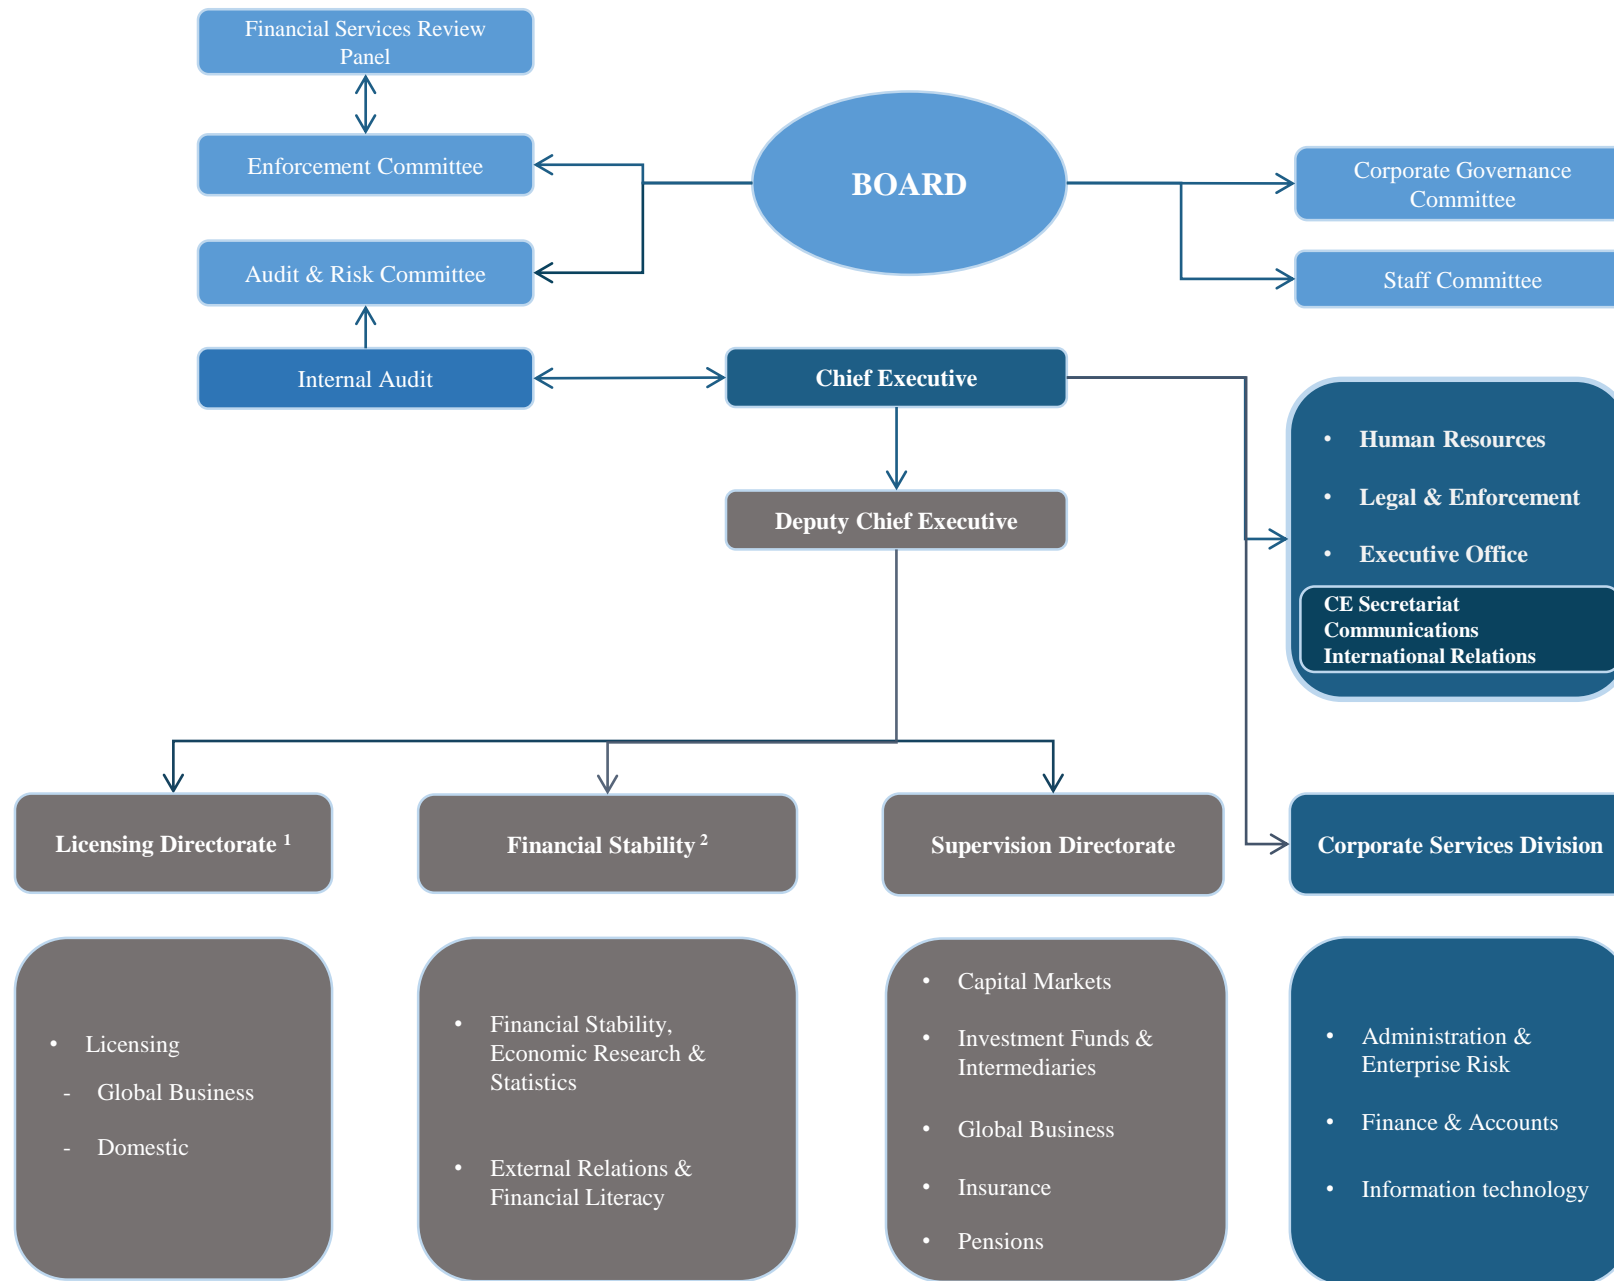 Financial Services Review
Panel
Enforcement Committee
BOARD
Corporate Governance
Committee
Audit & Risk Committee
Staff Committee
Internal Audit
Chief Executive
• Human Resources
• Legal & Enforcement
• Executive Office
CE Secretariat
Communications
International Relations
Deputy Chief Executive
Licensing Directorate ¹
Financial Stability ²
Supervision Directorate
Corporate Services Division
• Licensing
- Global Business
- Domestic
• Financial Stability,
Economic Research &
Statistics
• External Relations &
Financial Literacy
• Capital Markets
• Investment Funds &
Intermediaries
• Global Business
• Insurance
• Pensions
• Administration &
Enterprise Risk
• Finance & Accounts
• Information technology